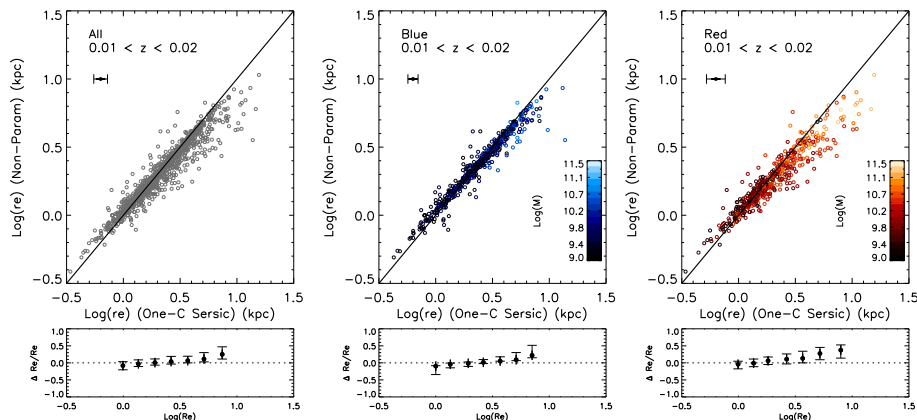 All
0.01 < z < 0.02
Log(re) (Non-Param) (kpc)
1.5
1.0
0.5
0.0
−0.5
−0.5 0.0 0.5 1.0 1.5
Log(re) (One-C Sersic) (kpc)
Blue
0.01 < z < 0.02
Log(re) (Non-Param) (kpc)
1.5
1.0
0.5
0.0
−0.5
Log(M)
11.5
11.1
10.7
10.2
9.8
9.4
9.0
−0.5 0.0 0.5 1.0 1.5
Log(re) (One-C Sersic) (kpc)
Red
0.01 < z < 0.02
Log(re) (Non-Param) (kpc)
1.5
1.0
0.5
0.0
−0.5
Log(M)
11.5
11.1
10.7
10.2
9.8
9.4
9.0
−0.5 0.0 0.5 1.0 1.5
Log(re) (One-C Sersic) (kpc)
Δ Re/Re
1.0
0.5
0.0
−0.5
−1.0
−0.5 0.0 0.5 1.0 1.5
Log(Re)
Δ Re/Re
1.0
0.5
0.0
−0.5
−1.0
−0.5 0.0 0.5 1.0 1.5
Log(Re)
Δ Re/Re
1.0
0.5
0.0
−0.5
−1.0
−0.5 0.0 0.5 1.0 1.5
Log(Re)